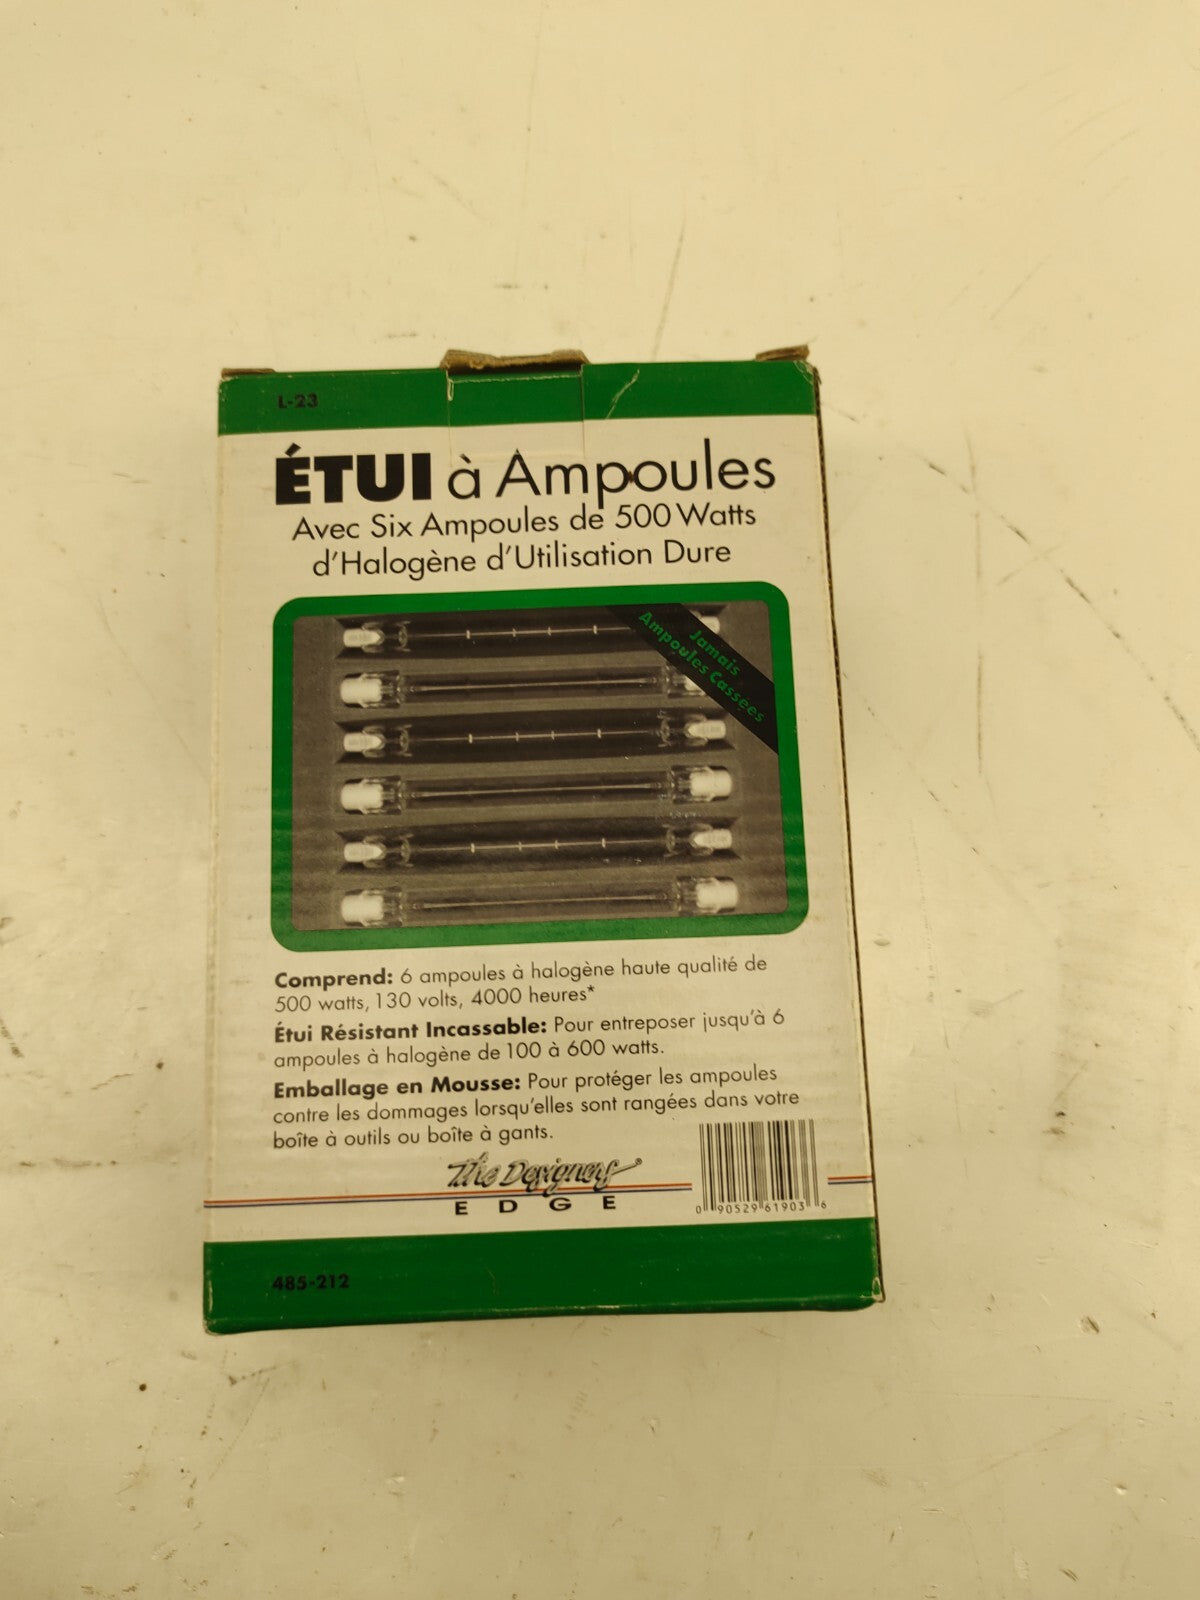 L-23
ÉTUI à Ampoules
Avec Six Ampoules de 500 Watts
d'Halogène d'Utilisation Dure
Jamais
Ampoules Cassées
Comprend: 6 ampoules à halogène haute qualité de
500 watts, 130 volts, 4000 heures*
Étui Résistant Incassable: Pour entreposer jusqu'à 6
ampoules à halogène de 100 à 600 watts.
Emballage en Mousse: Pour protéger les ampoules
contre les dommages lorsqu'elles sont rangées dans votre
boîte à outils ou boîte à gants.
The Designers
EDGE
0 90529 61903 6
485-212